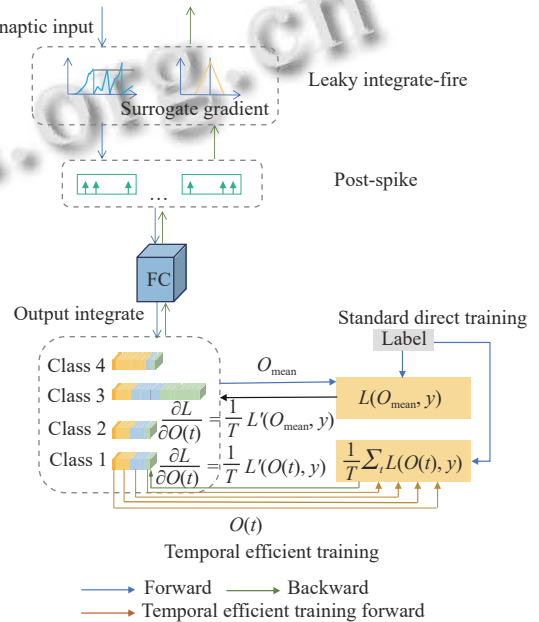 naptic input
Leaky integrate-fire
Surrogate gradient
Post-spike
...
FC
Output integrate
Standard direct training
Label
Class 4
O_mean
Class 3
L(O_mean, y)
Class 2
∂L/∂O(t) = 1/T L′(O_mean, y)
Class 1
∂L/∂O(t) = 1/T L′(O(t), y)
1/T Σ_t L(O(t), y)
O(t)
Temporal efficient training
Forward
Backward
Temporal efficient training forward